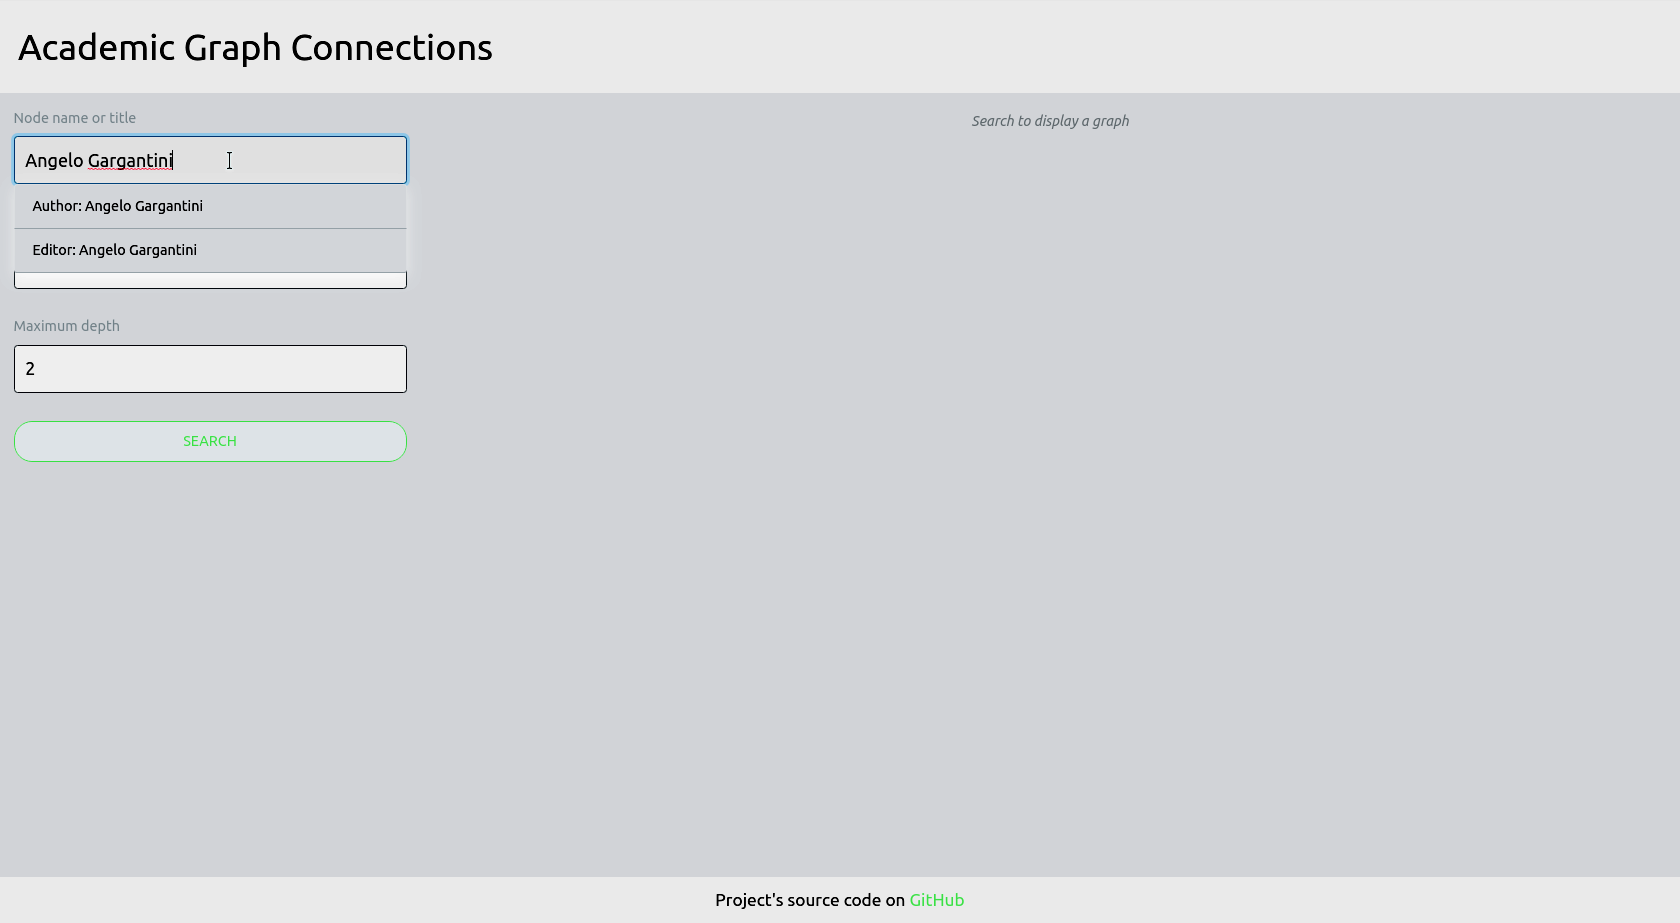 Academic Graph Connections
Node name or title
Search to display a graph
Angelo Gargantini
Author: Angelo Gargantini
Editor: Angelo Gargantini
Maximum depth
2
SEARCH
Project's source code on GitHub